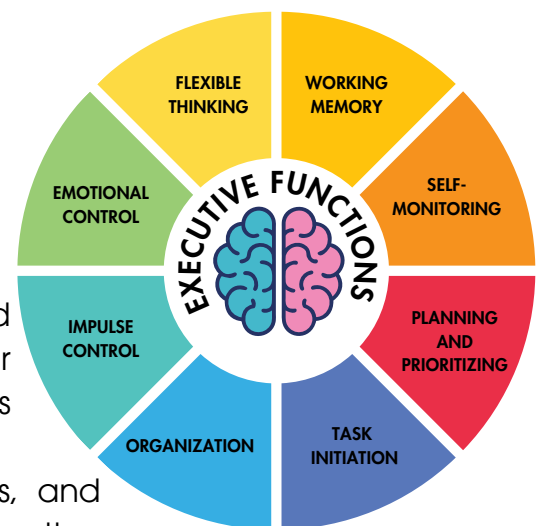 FLEXIBLE
THINKING
WORKING
MEMORY
SELF-
MONITORING
PLANNING
AND
PRIORITIZING
TASK
INITIATION
ORGANIZATION
IMPULSE
CONTROL
EMOTIONAL
CONTROL
EXECUTIVE FUNCTIONS
and